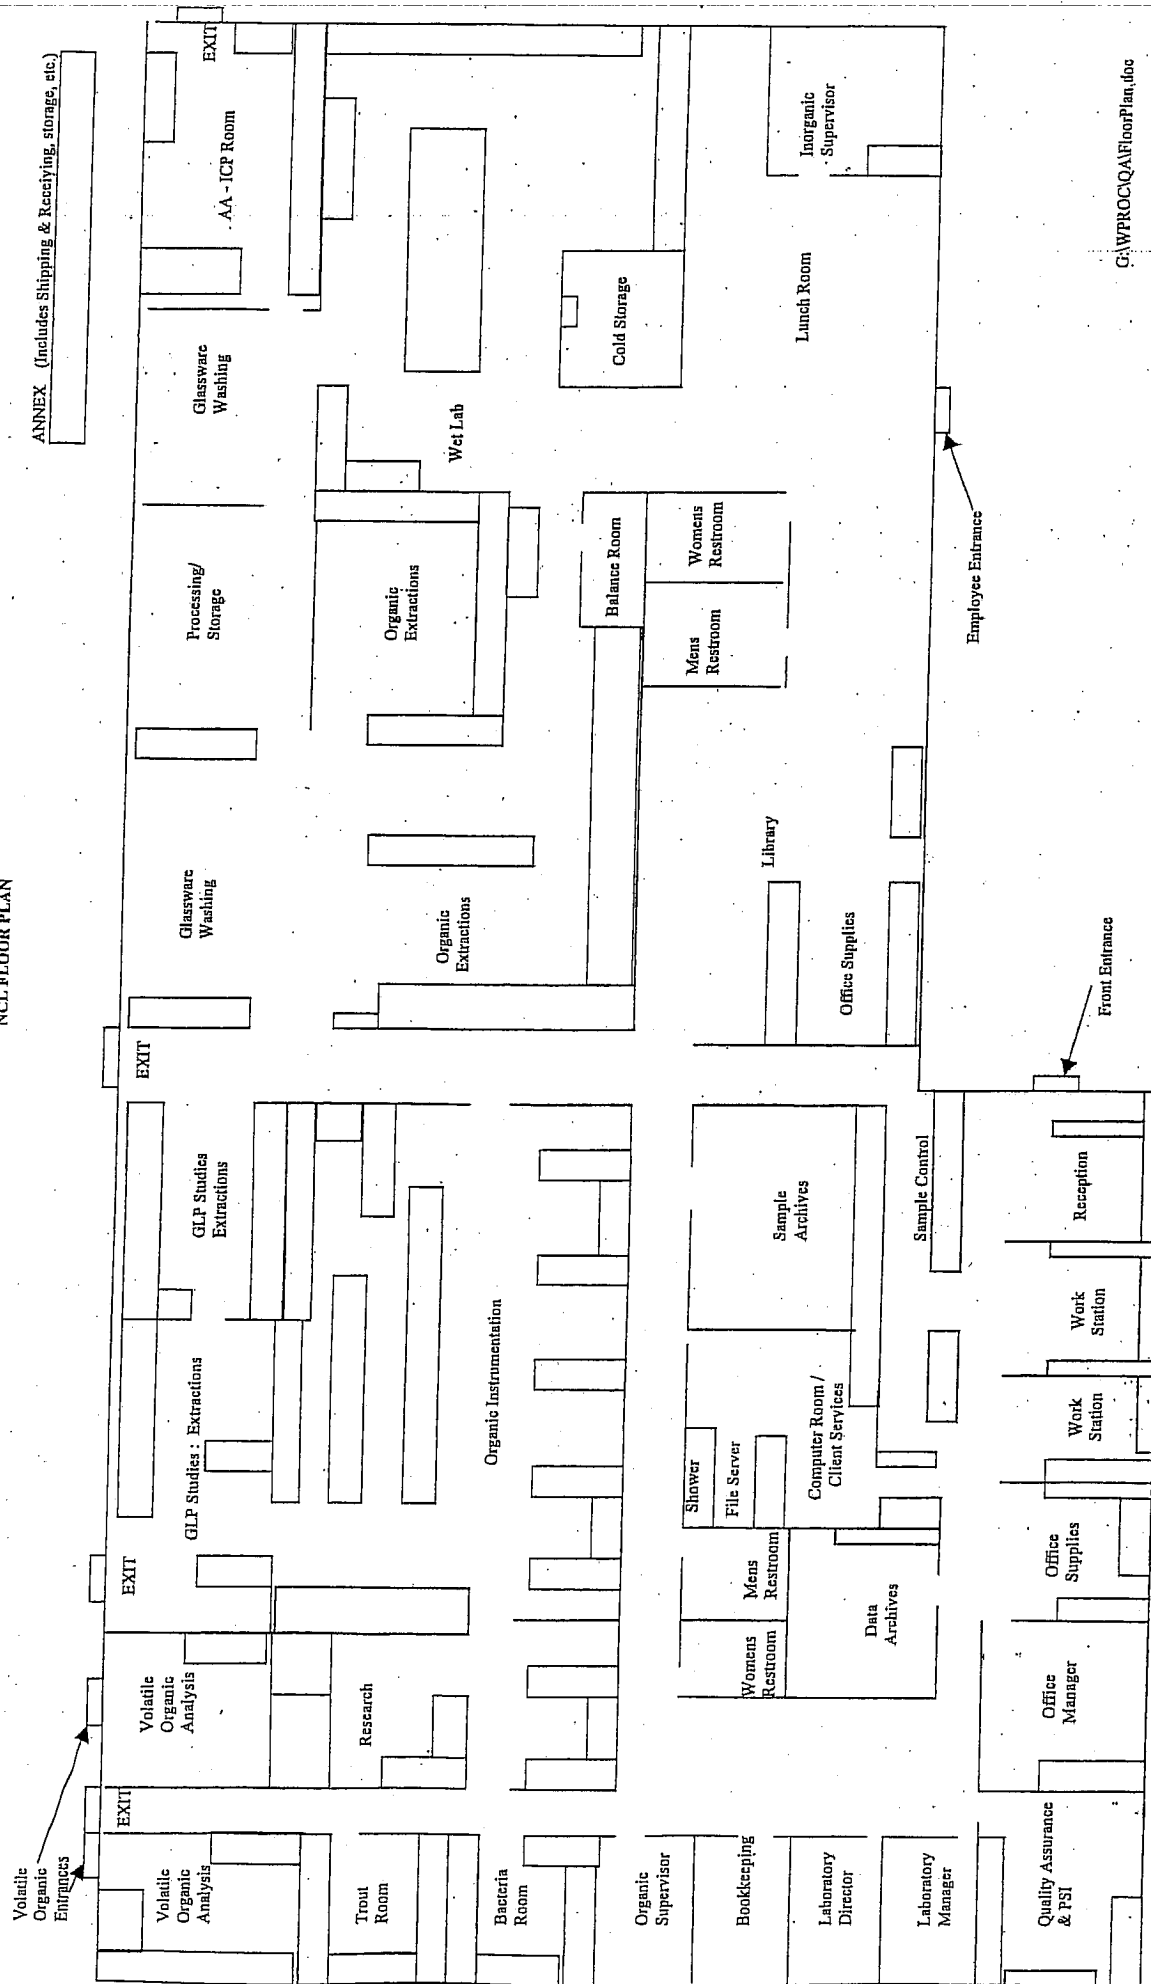 NCL FLOOR PLAN
ANNEX (Includes Shipping & Receiving, storage, etc.)
Volatile
Organic
Entrances
EXIT
Volatile
Organic
Analysis
EXIT
Volatile
Organic
Analysis
EXIT
GLP Studies : Extractions
GLP Studies
Extractions
EXIT
Glassware
Washing
Processing/
Storage
Glassware
Washing
AA - ICP Room
EXIT
Trout
Room
Research
Bacteria
Room
Organic Instrumentation
Organic
Extractions
Organic
Extractions
Wet Lab
Organic
Supervisor
Balance Room
Cold Storage
Bookkeeping
Womens
Restroom
Mens
Restroom
Shower
File Server
Computer Room /
Client Services
Sample
Archives
Library
Mens
Restroom
Womens
Restroom
Lunch Room
Inorganic
Supervisor
Laboratory
Director
Data
Archives
Office Supplies
Laboratory
Manager
Sample Control
Employee Entrance
Quality Assurance
& PSI
Office
Manager
Office
Supplies
Work
Station
Work
Station
Reception
Front Entrance
G:\WPROC\QA\FloorPlan.doc